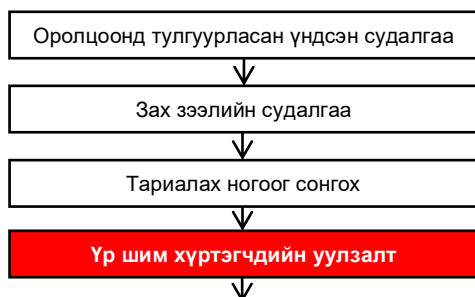 Оролцоонд тулгуурласан үндсэн судалгаа
Зах зээлийн судалгаа
Тариалах ногоог сонгох
Үр шим хүртэгчдийн уулзалт